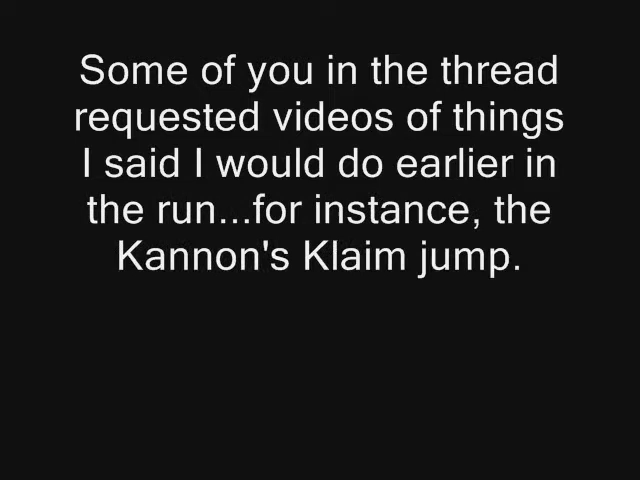 Some of you in the thread
requested videos of things
I said I would do earlier in
the run...for instance, the
Kannon's Klaim jump.